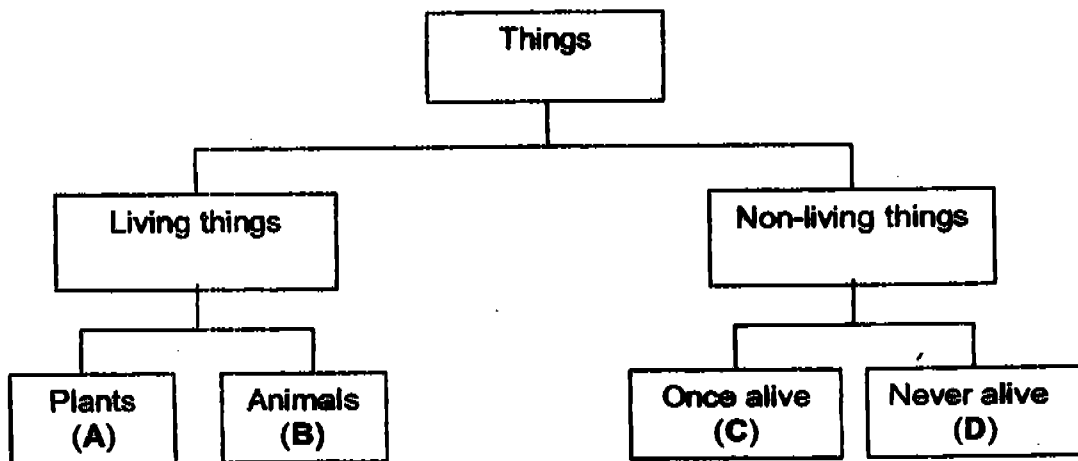 Things
Living things
Non-living things
Plants
(A)
Animals
(B)
Once alive
(C)
Never alive
(D)